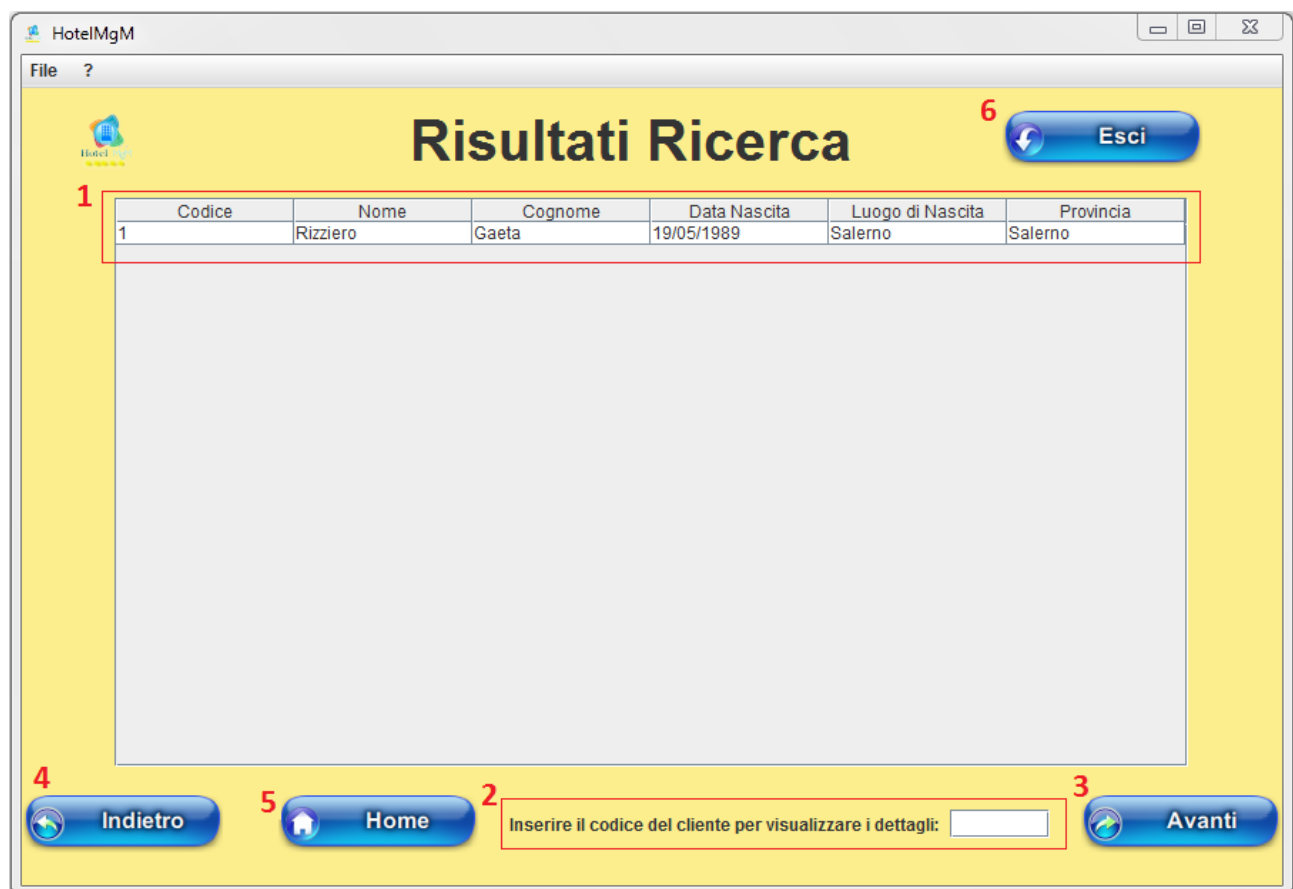 HotelMgM
File ?
6
Risultati Ricerca
Esci
Hotel
1
Codice Nome Cognome Data Nascita Luogo di Nascita Provincia
1 Rizziero Gaeta 19/05/1989 Salerno Salerno
4
Indietro
5
Home
2
Inserire il codice del cliente per visualizzare i dettagli:
3
Avanti